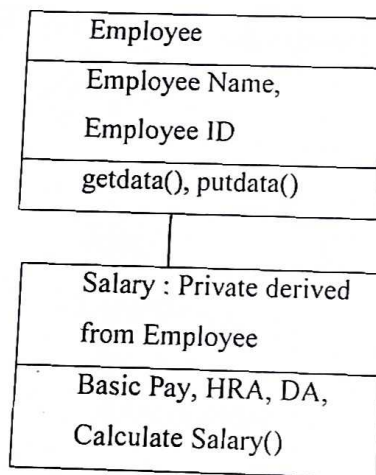 Employee
Employee Name,
Employee ID
getdata(), putdata()
Salary : Private derived
from Employee
Basic Pay, HRA, DA,
Calculate Salary()